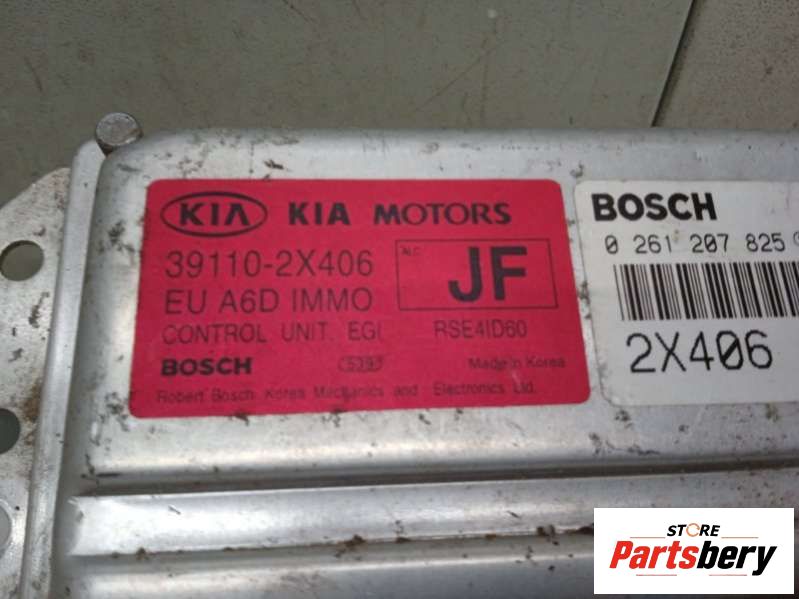 KIA KIA MOTORS
39110-2X406
ALC
JF
EU A6D IMMO
CONTROL UNIT. EGI RSE4ID60
BOSCH Made in Korea
Robert Bosch Korea Mechanics and Electronics Ltd.
BOSCH
0 261 207 825
2X406
STORE
Partsbery